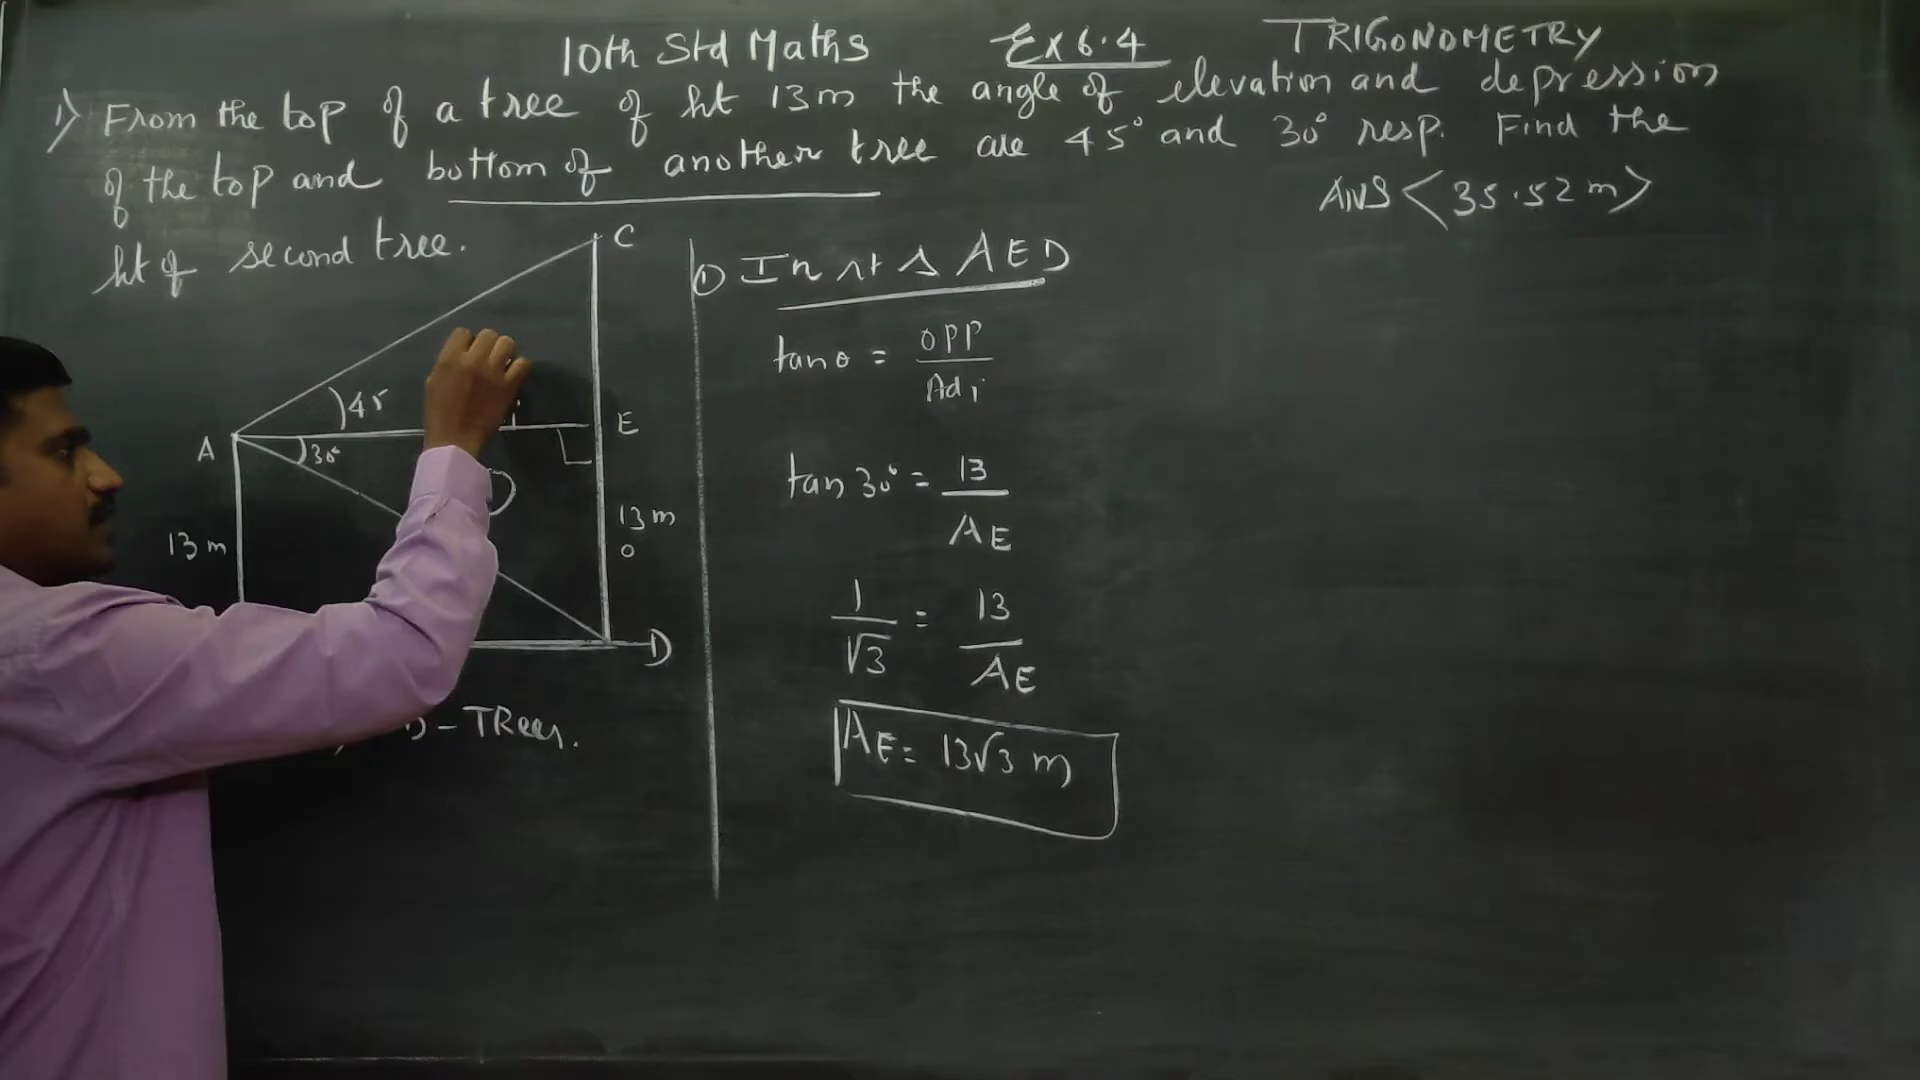 10th Std Maths Ex 6.4 TRIGONOMETRY
1) From the top of a tree of ht 13m the angle of elevation and depression
of the top and bottom of another tree are 45° and 30° resp. Find the
ht of second tree.
ANS <35.52 m>
C
45
A
30°
E
13 m
13 m
O
D
D - TRees.
① In rt Δ AED
tan θ = opp / Adj
tan 30° = 13 / AE
1 / √3 = 13 / AE
AE = 13√3 m